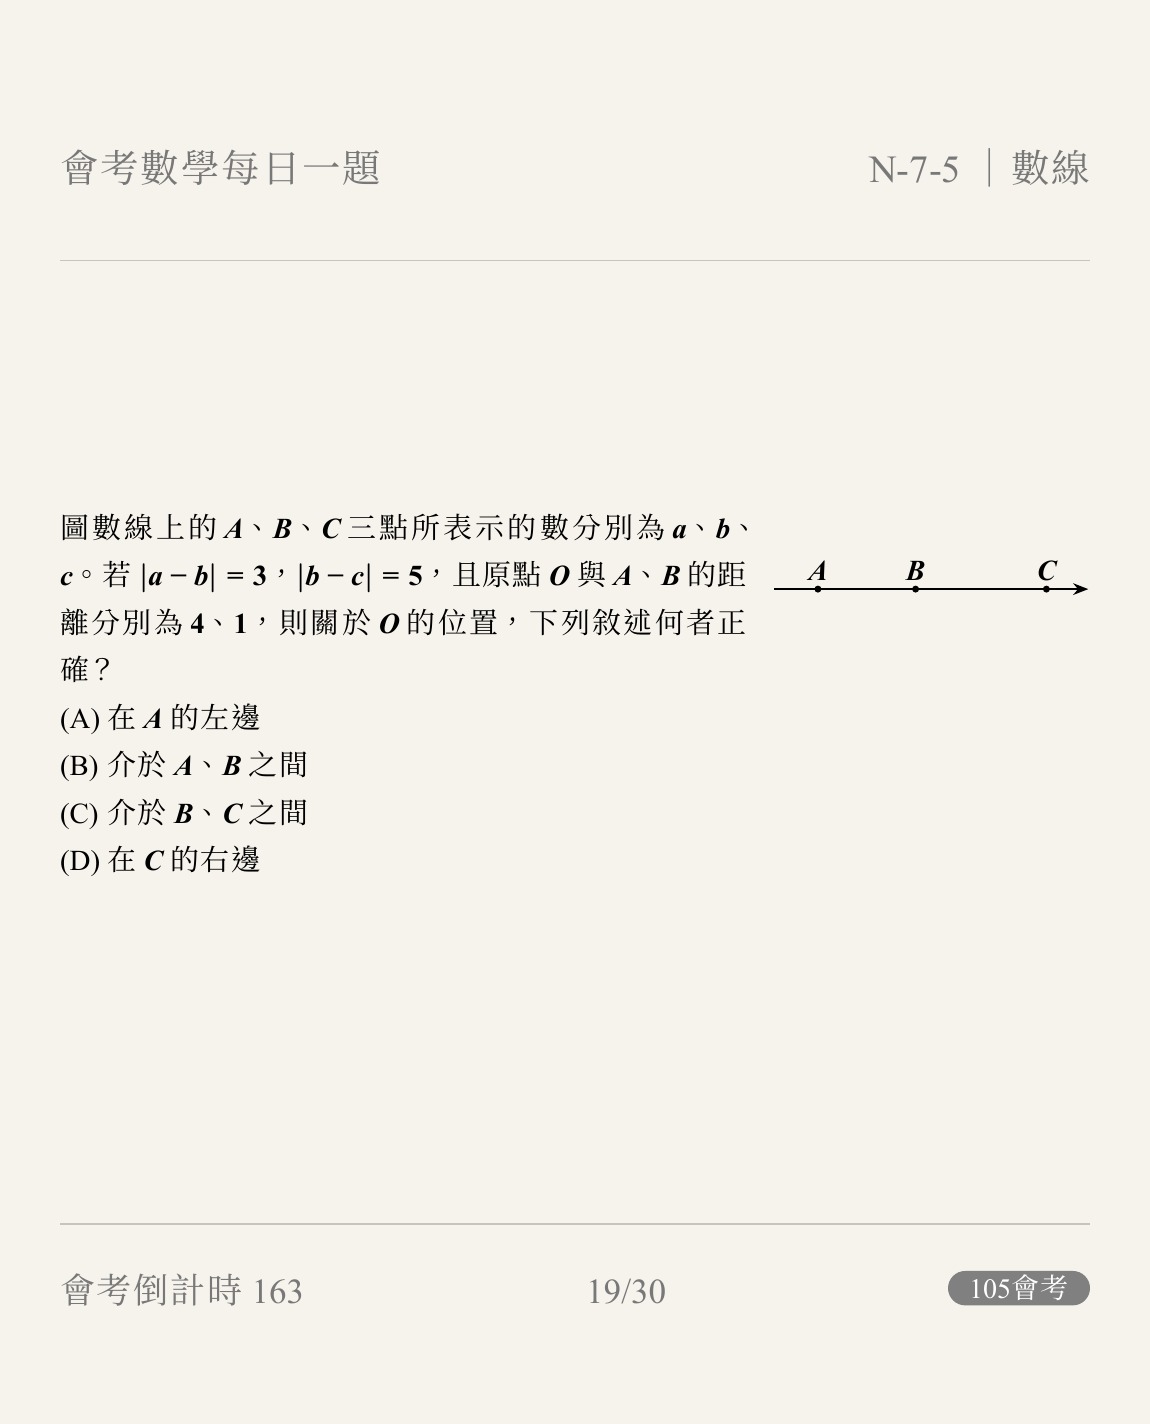 會考數學每日一題
N-7-5｜數線
圖數線上的 A、B、C 三點所表示的數分別為 a、b、
c。若 |a − b| = 3，|b − c| = 5，且原點 O 與 A、B 的距
離分別為 4、1，則關於 O 的位置，下列敘述何者正
確？
A B C
(A) 在 A 的左邊
(B) 介於 A、B 之間
(C) 介於 B、C 之間
(D) 在 C 的右邊
會考倒計時 163
19/30
105會考